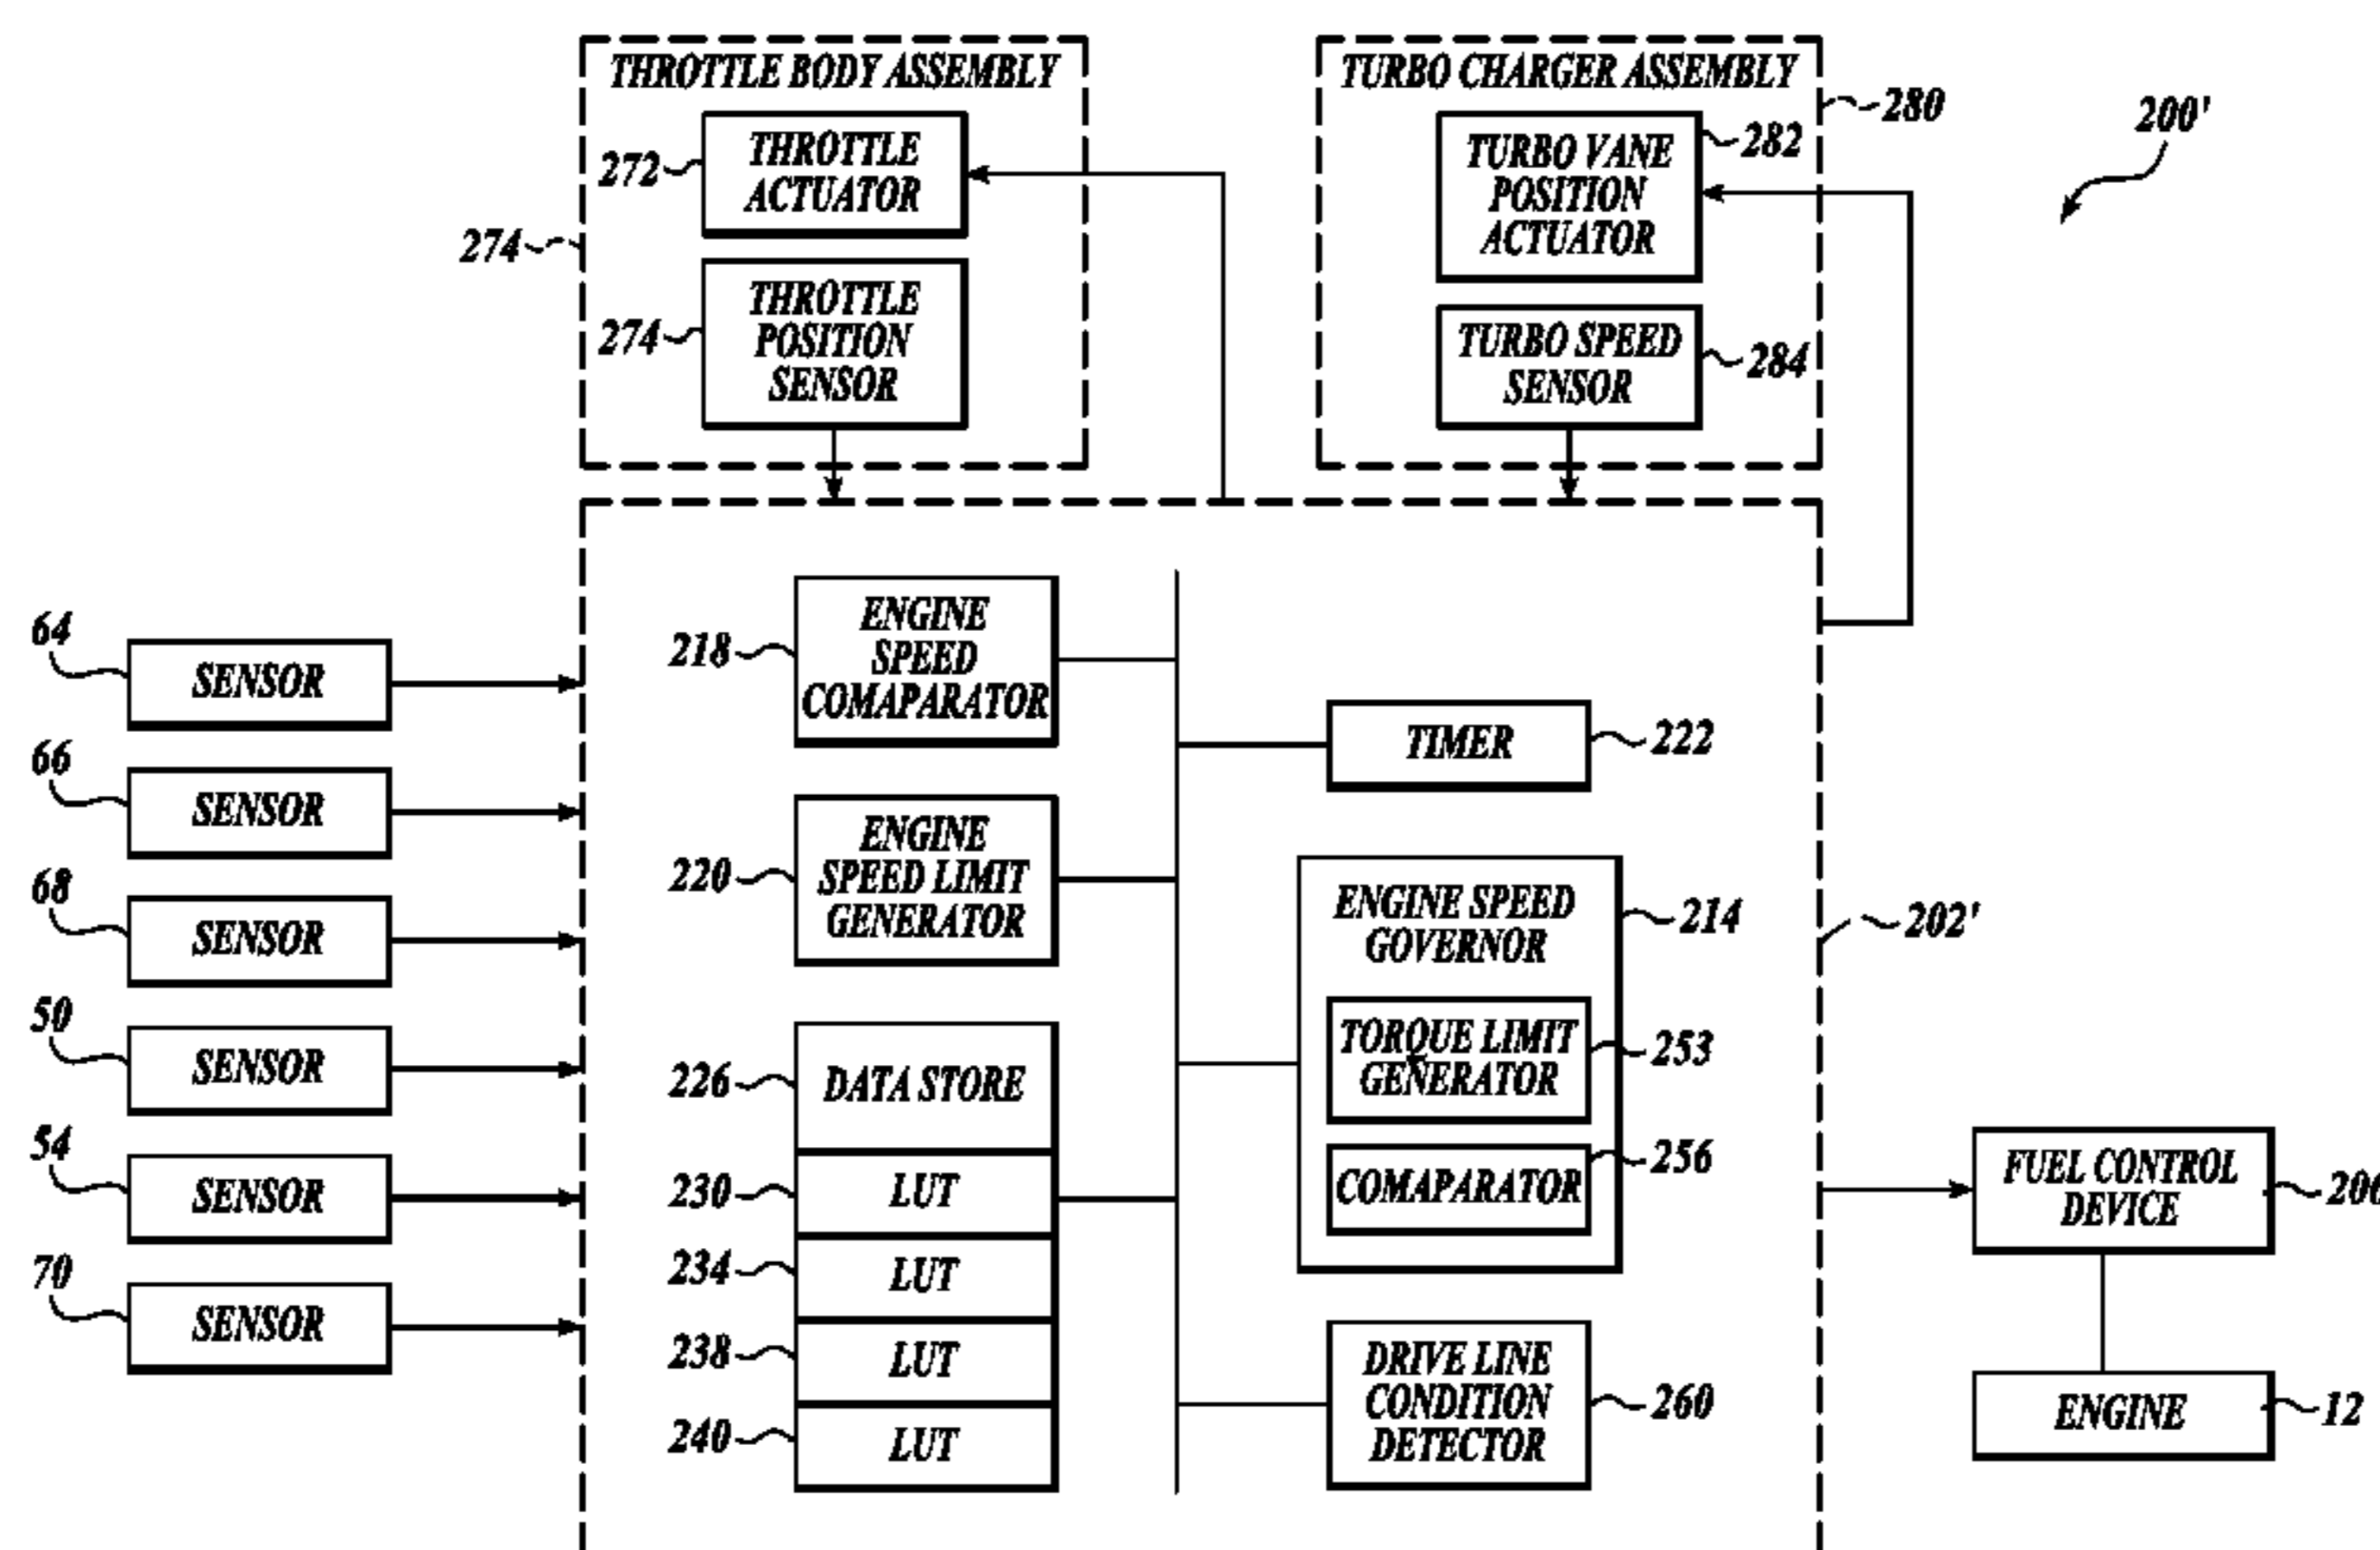 THROTTLE BODY ASSEMBLY
TURBO CHARGER ASSEMBLY
280
200'
272
THROTTLE
ACTUATOR
282
TURBO VANE
POSITION
ACTUATOR
274
274
THROTTLE
POSITION
SENSOR
TURBO SPEED
SENSOR
284
64
SENSOR
66
SENSOR
68
SENSOR
50
SENSOR
54
SENSOR
70
SENSOR
218
ENGINE
SPEED
COMAPARATOR
220
ENGINE
SPEED LIMIT
GENERATOR
226
DATA STORE
230
LUT
234
LUT
238
LUT
240
LUT
TIMER
222
ENGINE SPEED
GOVERNOR
214
TORQUE LIMIT
GENERATOR
253
COMAPARATOR
256
DRIVE LINE
CONDITION
DETECTOR
260
202'
FUEL CONTROL
DEVICE
ENGINE
12